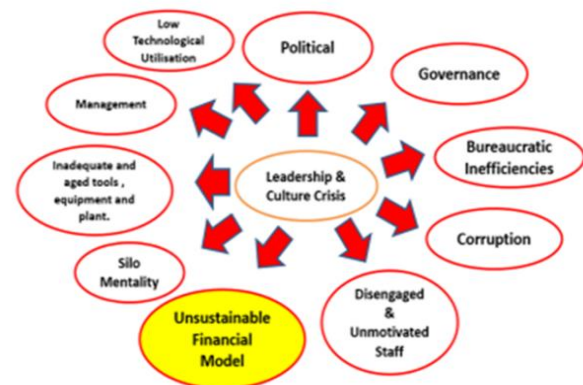 Low
Technological
Utilisation
Political
Governance
Management
Bureaucratic
Inefficiencies
Inadequate and
aged tools ,
equipment and
plant.
Leadership &
Culture Crisis
Corruption
Silo
Mentality
Disengaged
&
Unmotivated
Staff
Unsustainable
Financial
Model